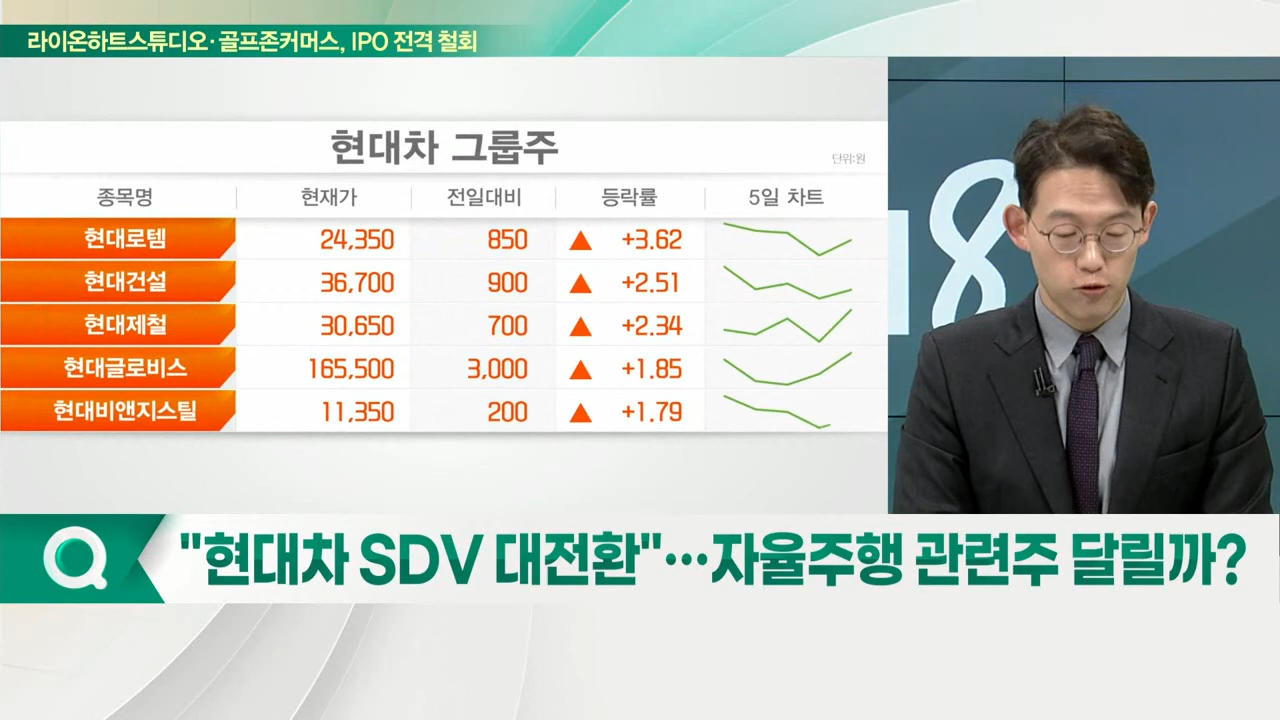 라이온하트스튜디오·골프존커머스, IPO 전격 철회
현대차 그룹주
단위:원
종목명 현재가 전일대비 등락률 5일 차트
현대로템 24,350 850 ▲ +3.62
현대건설 36,700 900 ▲ +2.51
현대제철 30,650 700 ▲ +2.34
현대글로비스 165,500 3,000 ▲ +1.85
현대비앤지스틸 11,350 200 ▲ +1.79
8
"현대차 SDV 대전환"…자율주행 관련주 달릴까?